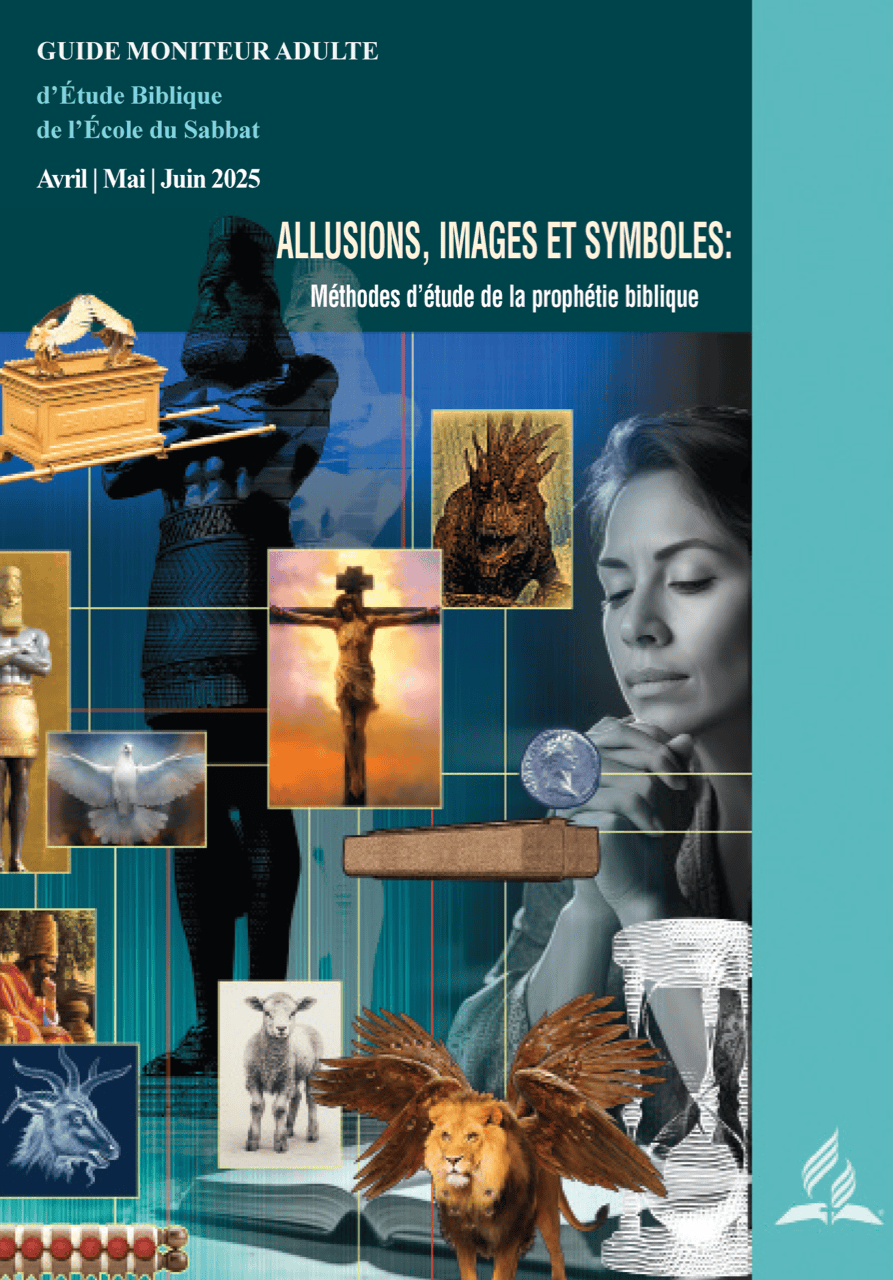 GUIDE MONITEUR ADULTE
d’Étude Biblique
de l’École du Sabbat
Avril | Mai | Juin 2025
ALLUSIONS, IMAGES ET SYMBOLES:
Méthodes d’étude de la prophétie biblique